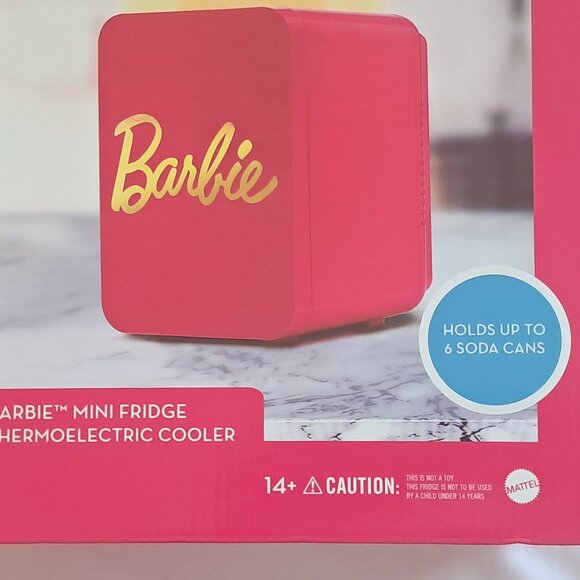 Barbie
HOLDS UP TO
6 SODA CANS
ARBIE™ MINI FRIDGE
HERMOELECTRIC COOLER
14+ ⚠ CAUTION:
THIS IS NOT A TOY
THIS FRIDGE IS NOT TO BE USED
BY A CHILD UNDER 14 YEARS
MATTEL